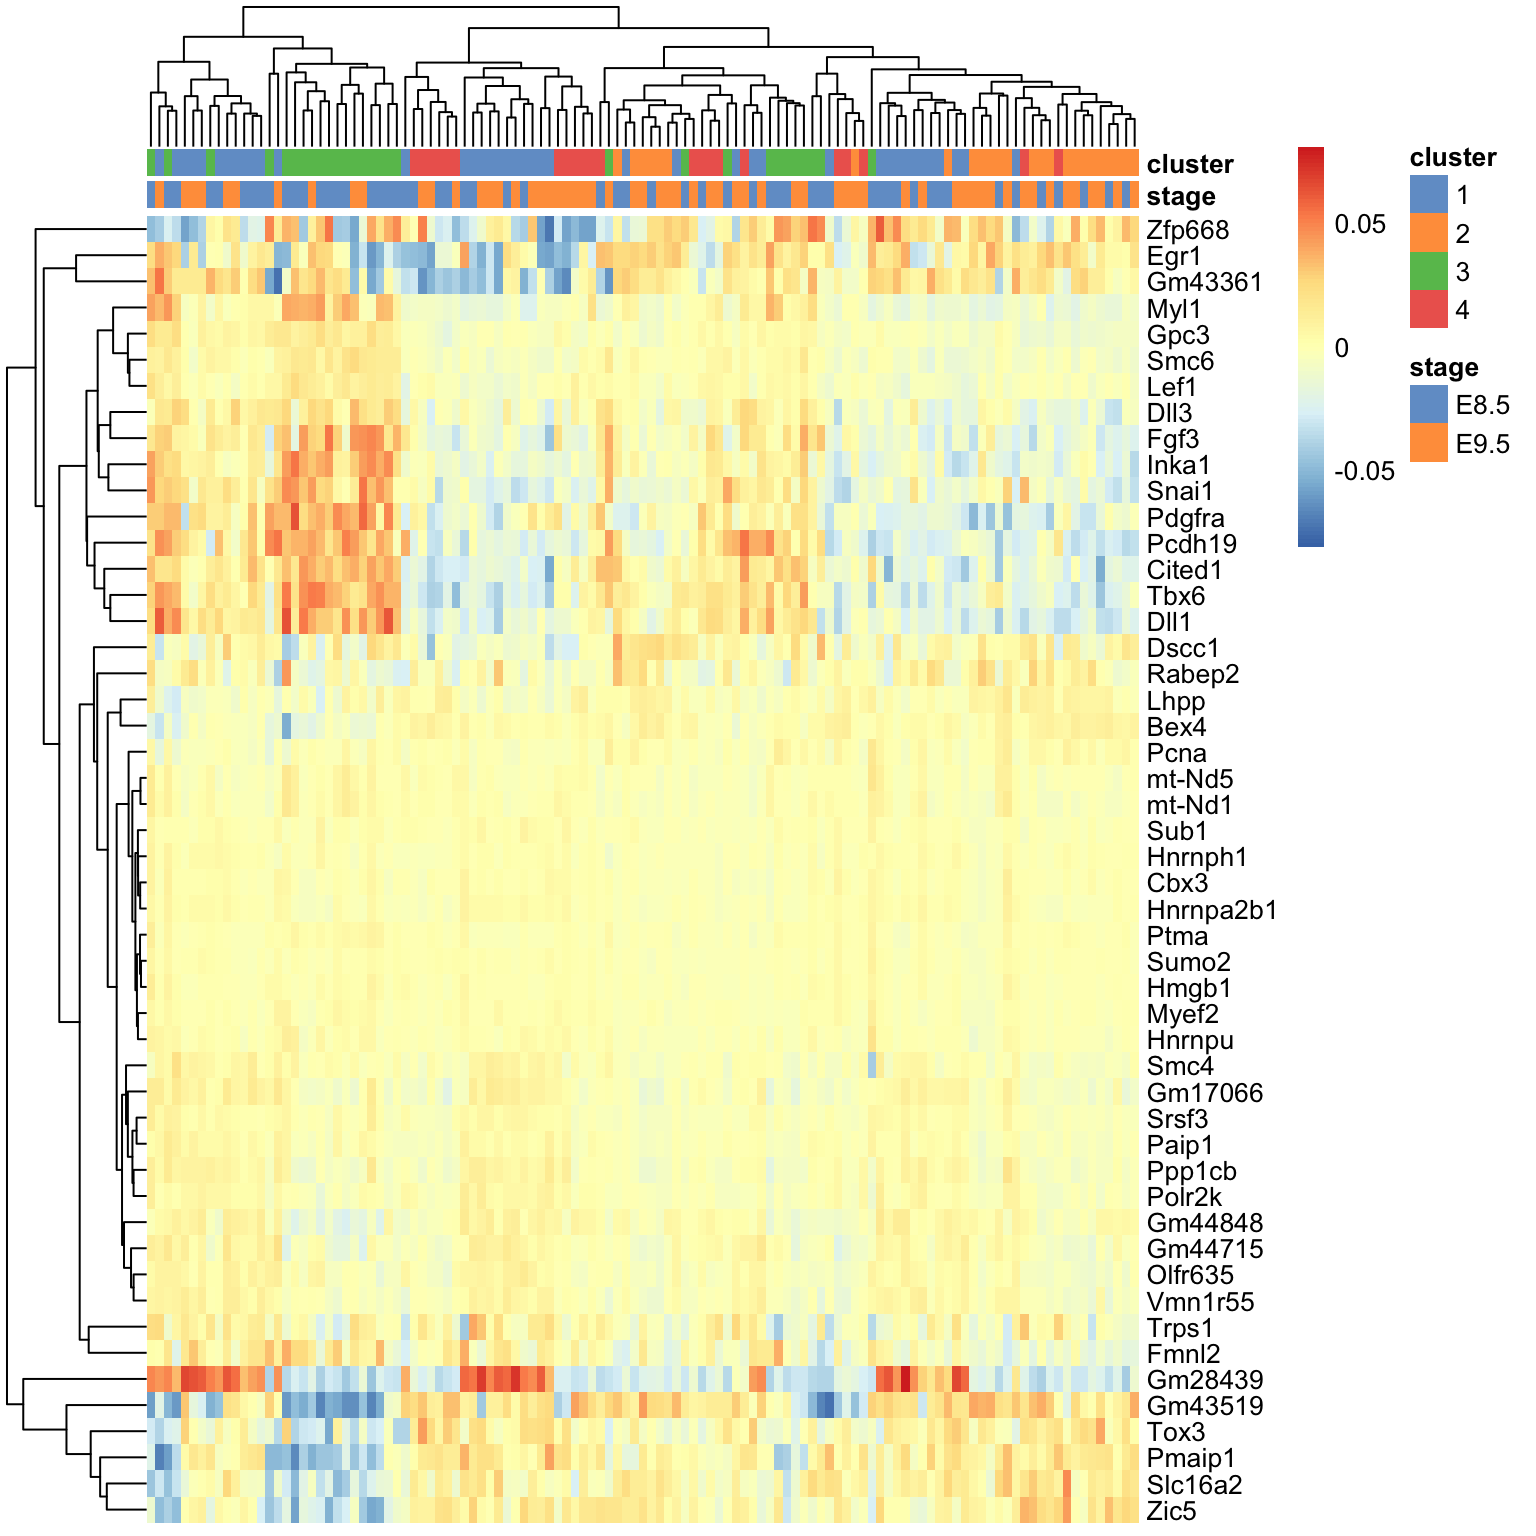 cluster
stage
Zfp668
Egr1
Gm43361
Myl1
Gpc3
Smc6
Lef1
Dll3
Fgf3
Inka1
Snai1
Pdgfra
Pcdh19
Cited1
Tbx6
Dll1
Dscc1
Rabep2
Lhpp
Bex4
Pcna
mt-Nd5
mt-Nd1
Sub1
Hnrnph1
Cbx3
Hnrnpa2b1
Ptma
Sumo2
Hmgb1
Myef2
Hnrnpu
Smc4
Gm17066
Srsf3
Paip1
Ppp1cb
Polr2k
Gm44848
Gm44715
Olfr635
Vmn1r55
Trps1
Fmnl2
Gm28439
Gm43519
Tox3
Pmaip1
Slc16a2
Zic5
0.05
0
-0.05
cluster
1
2
3
4
stage
E8.5
E9.5